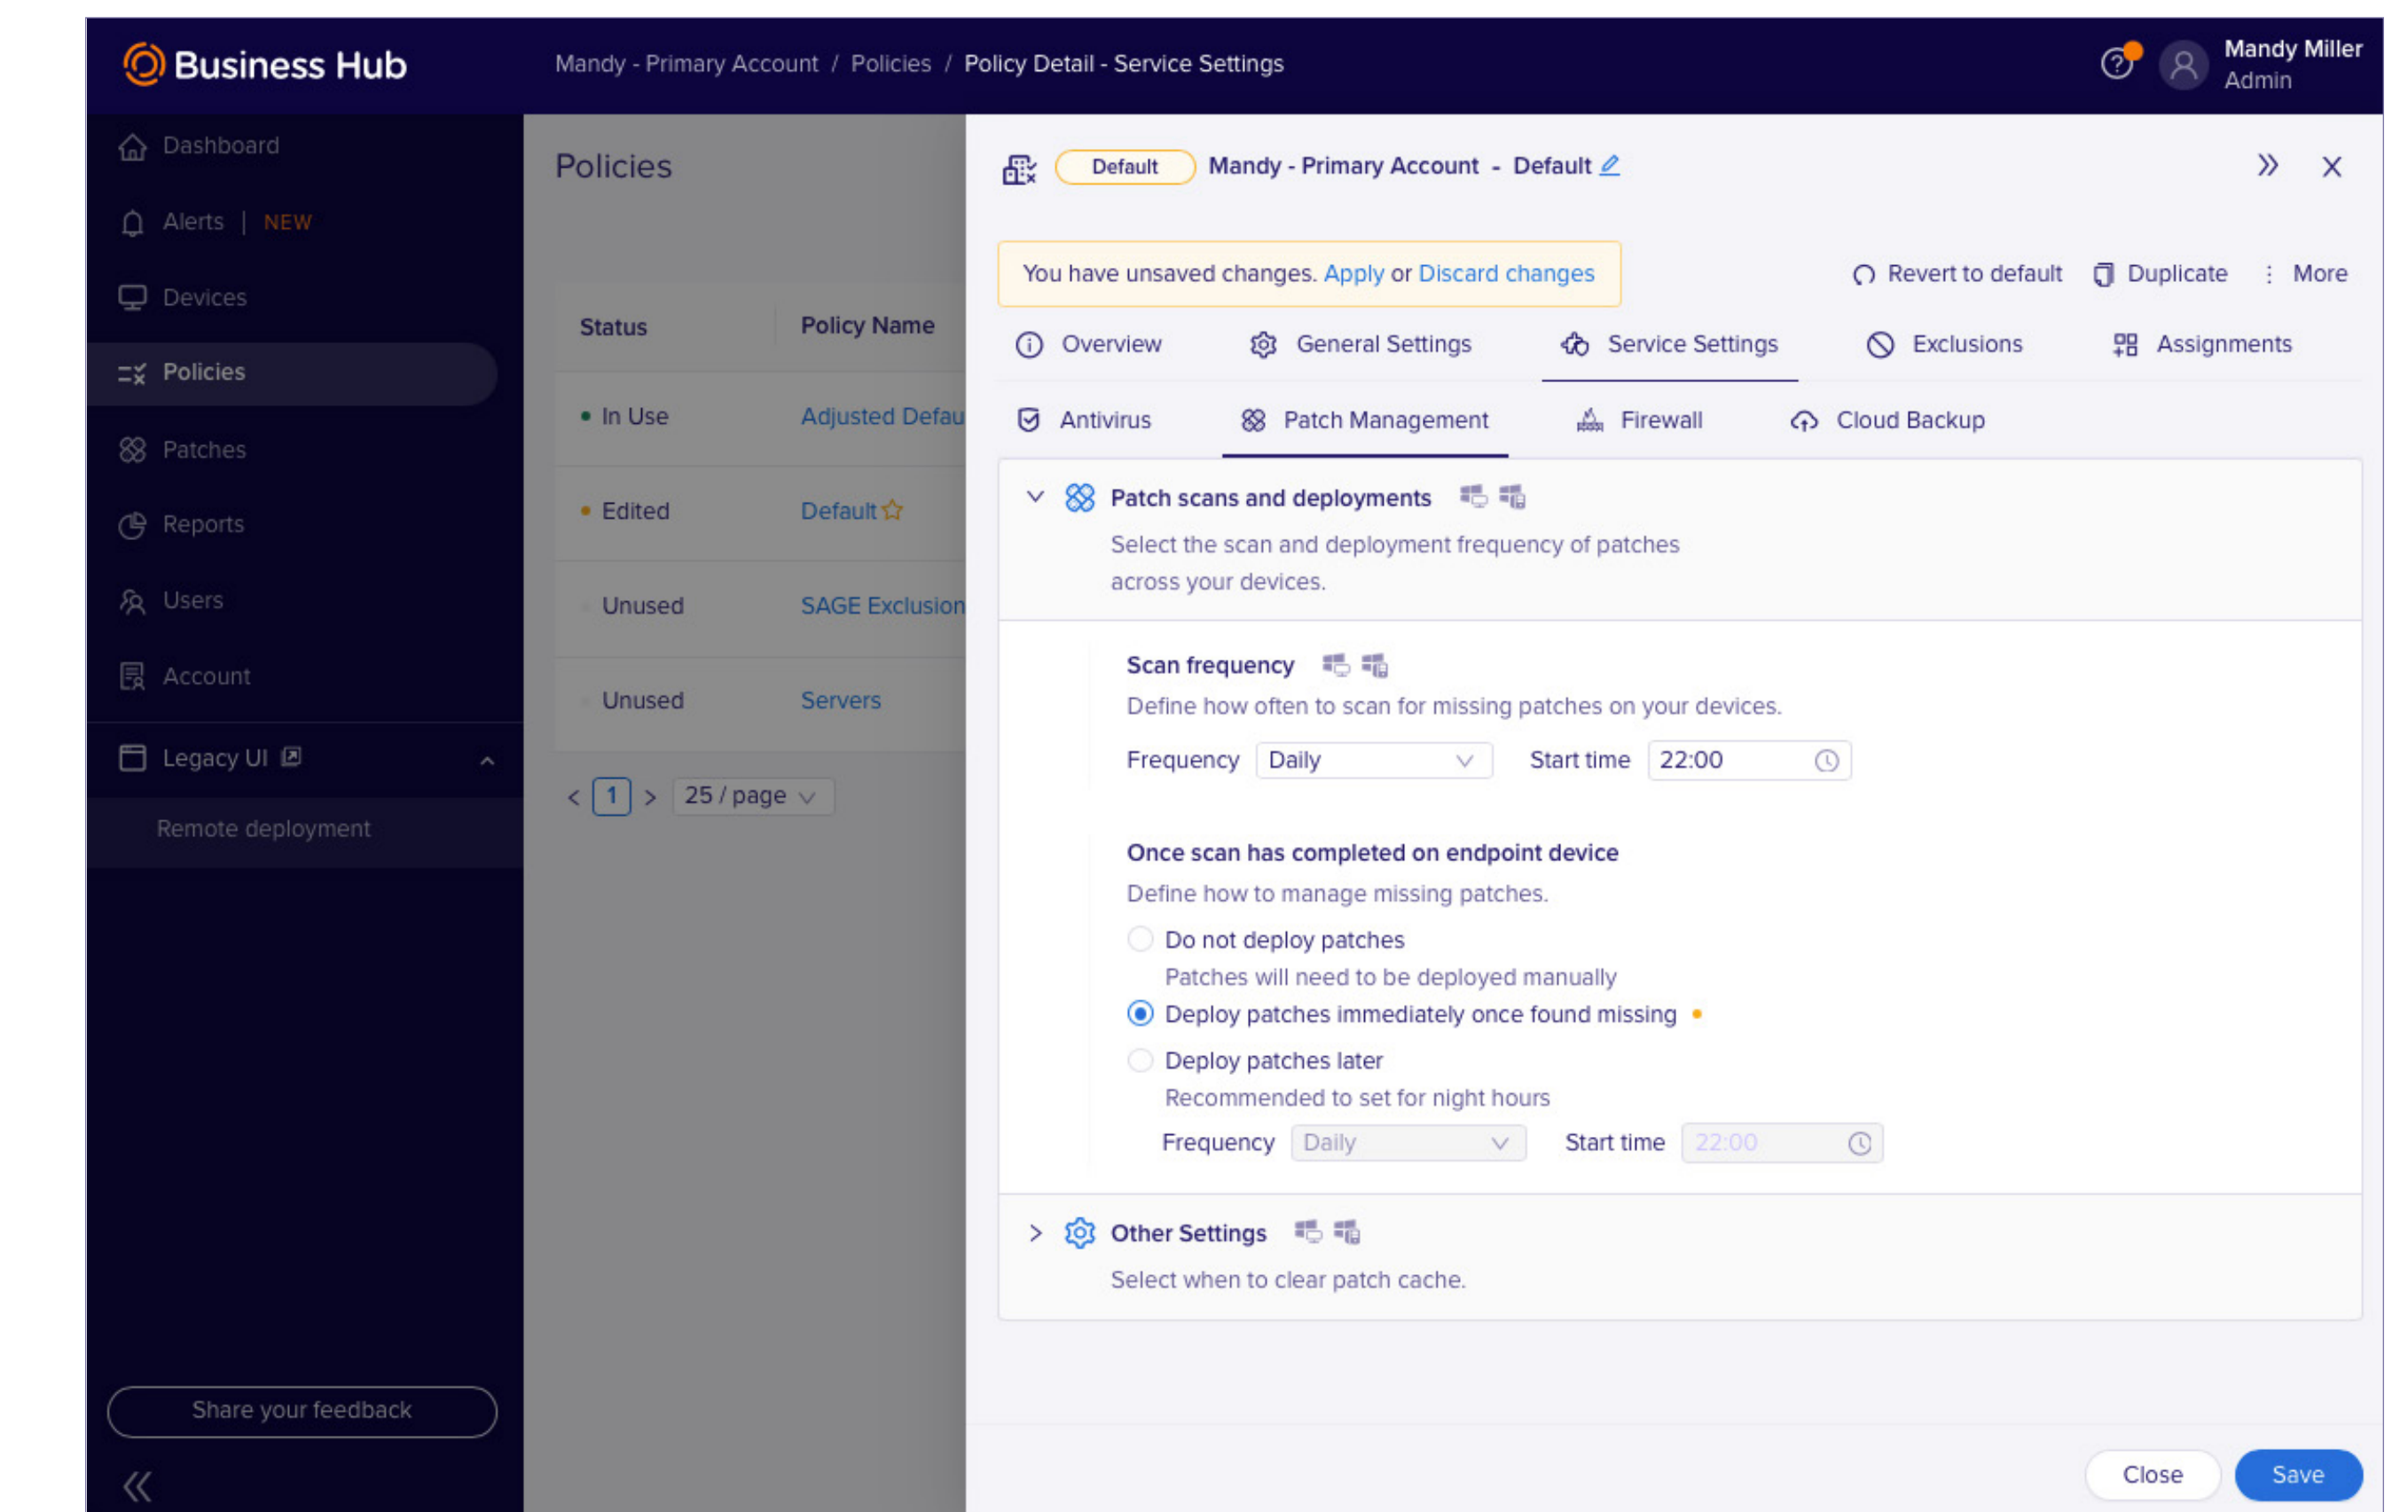 Business Hub
Mandy - Primary Account / Policies / Policy Detail - Service Settings
Mandy Miller
Admin
Dashboard
Alerts | NEW
Devices
Policies
Patches
Reports
Users
Account
Legacy UI
Remote deployment
Share your feedback
Policies
Status Policy Name
In Use Adjusted Defau
Edited Default
Unused SAGE Exclusion
Unused Servers
< 1 > 25 / page
Default Mandy - Primary Account - Default
You have unsaved changes. Apply or Discard changes
Revert to default Duplicate More
Overview General Settings Service Settings Exclusions Assignments
Antivirus Patch Management Firewall Cloud Backup
Patch scans and deployments
Select the scan and deployment frequency of patches
across your devices.
Scan frequency
Define how often to scan for missing patches on your devices.
Frequency Daily Start time 22:00
Once scan has completed on endpoint device
Define how to manage missing patches.
Do not deploy patches
Patches will need to be deployed manually
Deploy patches immediately once found missing
Deploy patches later
Recommended to set for night hours
Frequency Daily Start time 22:00
Other Settings
Select when to clear patch cache.
Close Save